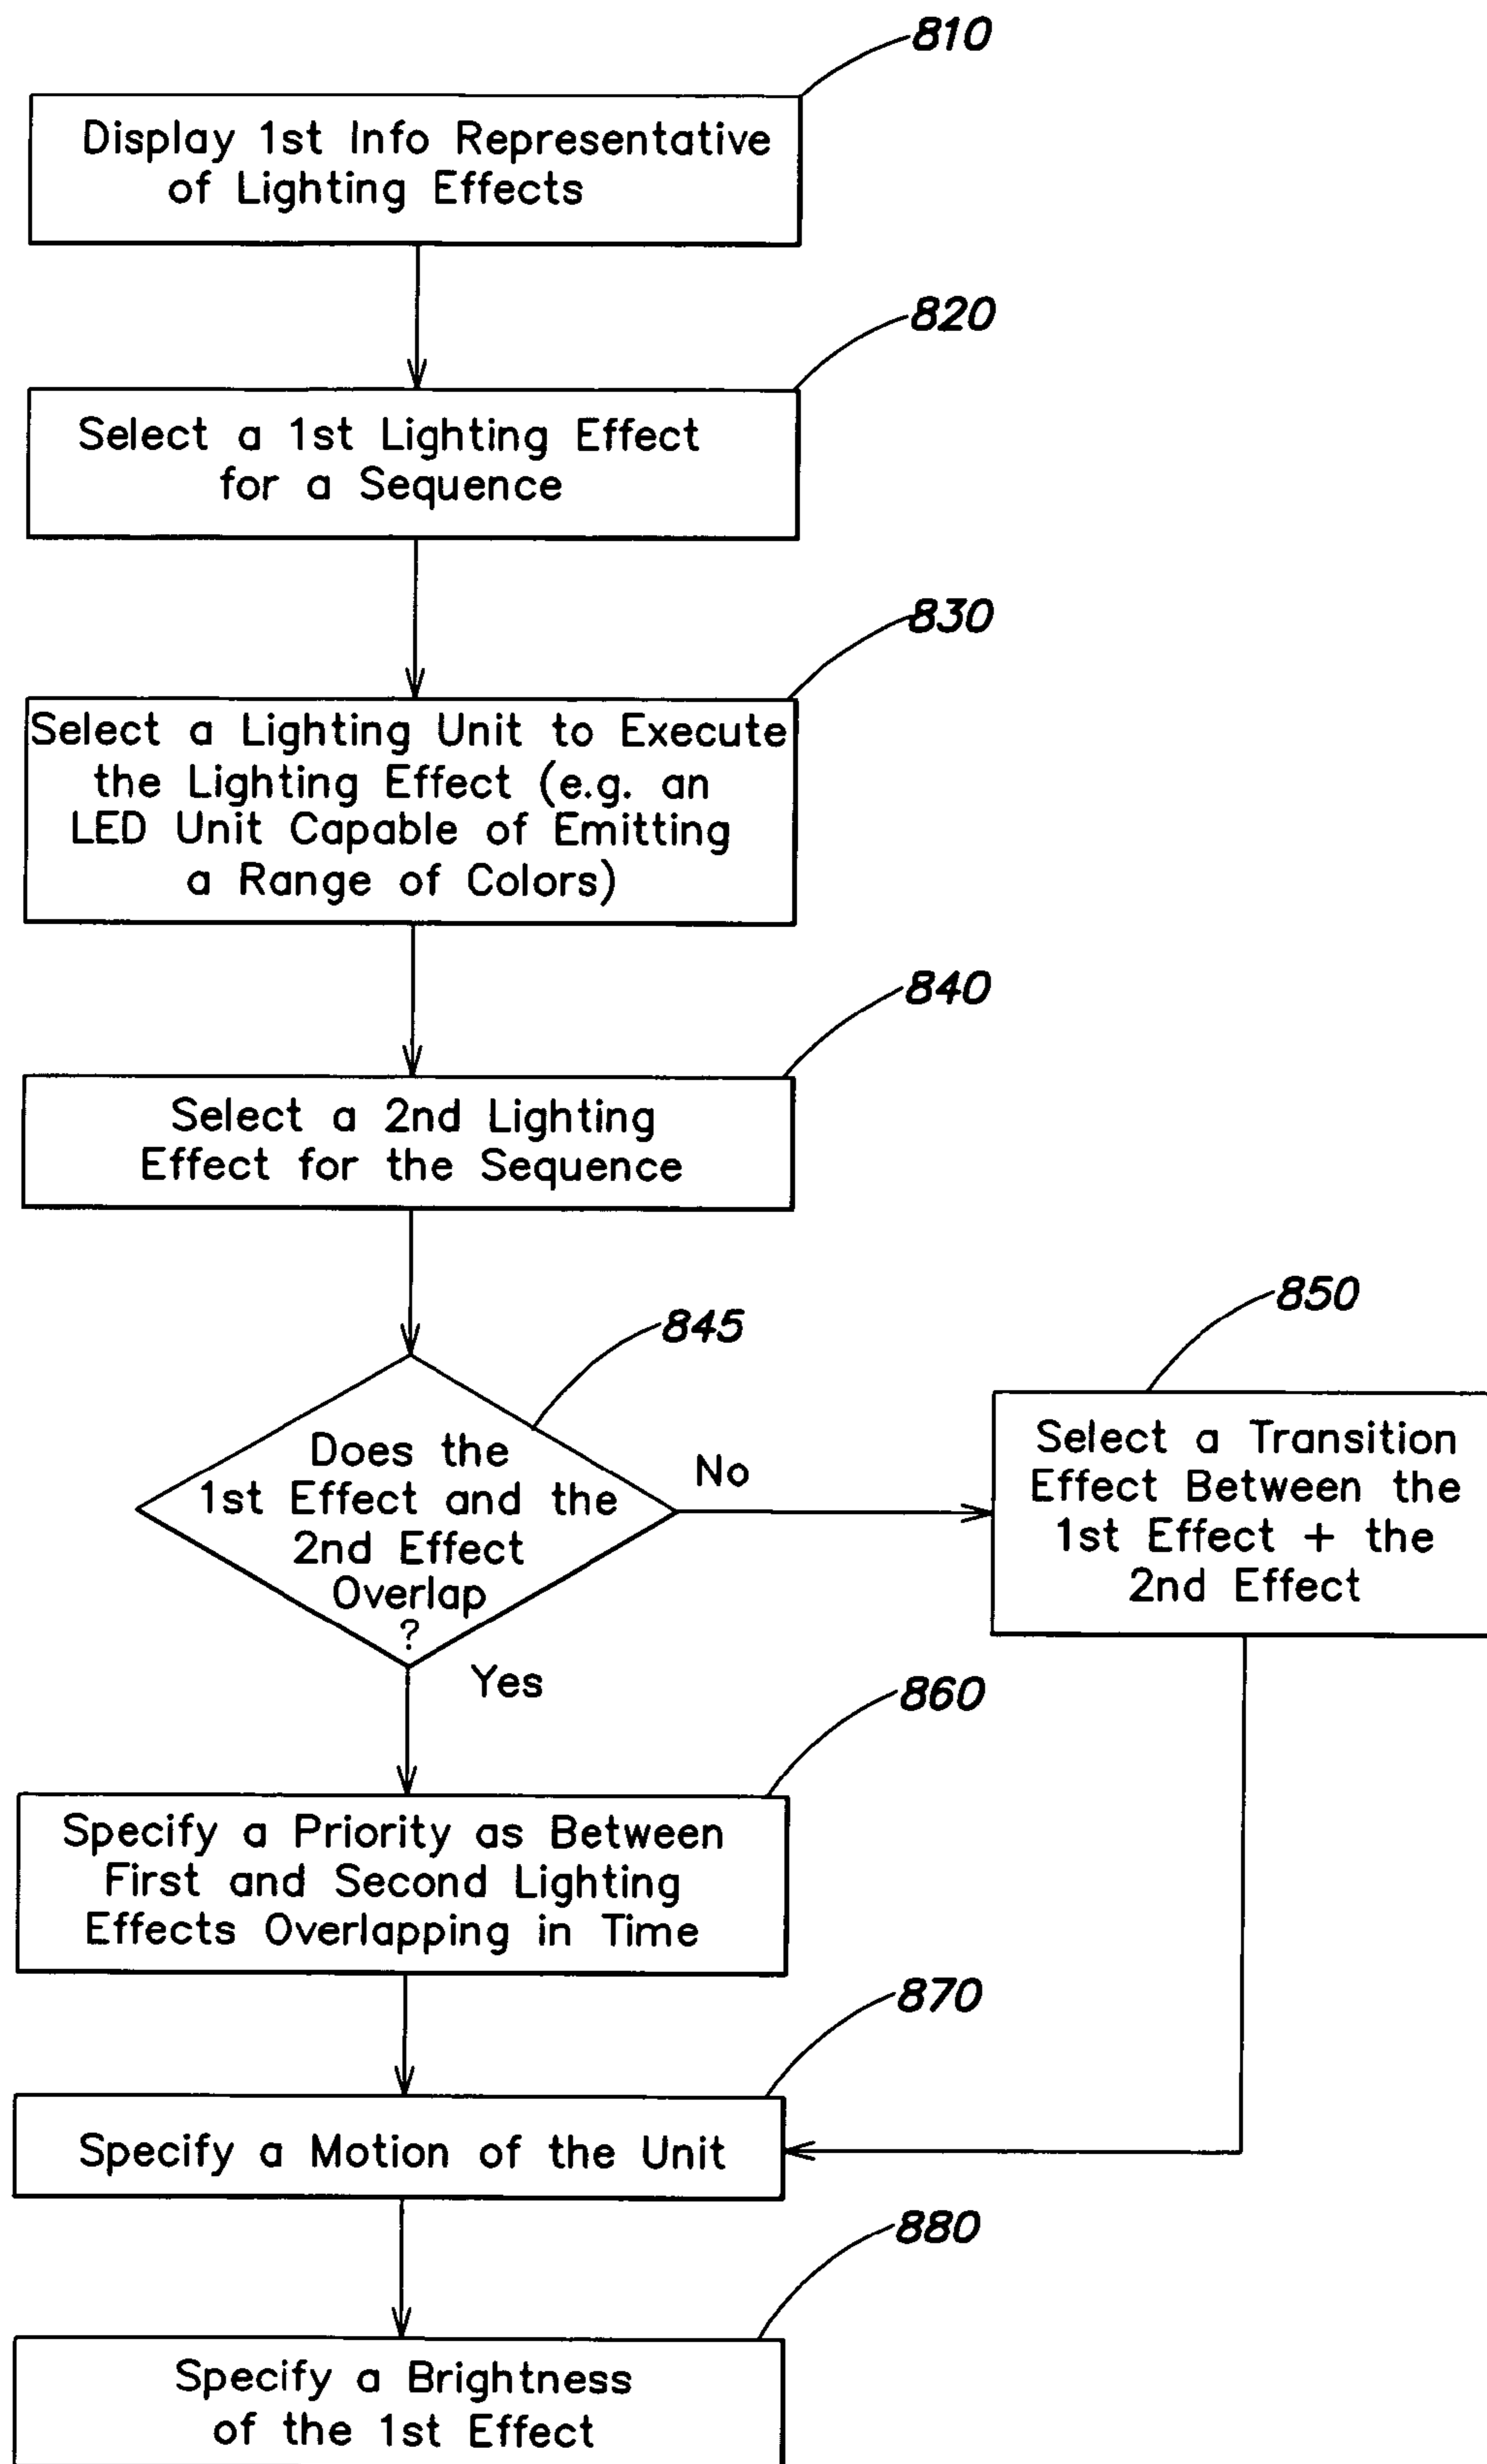 810
Display 1st Info Representative
of Lighting Effects
820
Select a 1st Lighting Effect
for a Sequence
830
Select a Lighting Unit to Execute
the Lighting Effect (e.g. an
LED Unit Capable of Emitting
a Range of Colors)
840
Select a 2nd Lighting
Effect for the Sequence
845
Does the
1st Effect and the
2nd Effect
Overlap
?
No
Yes
850
Select a Transition
Effect Between the
1st Effect + the
2nd Effect
860
Specify a Priority as Between
First and Second Lighting
Effects Overlapping in Time
870
Specify a Motion of the Unit
880
Specify a Brightness
of the 1st Effect